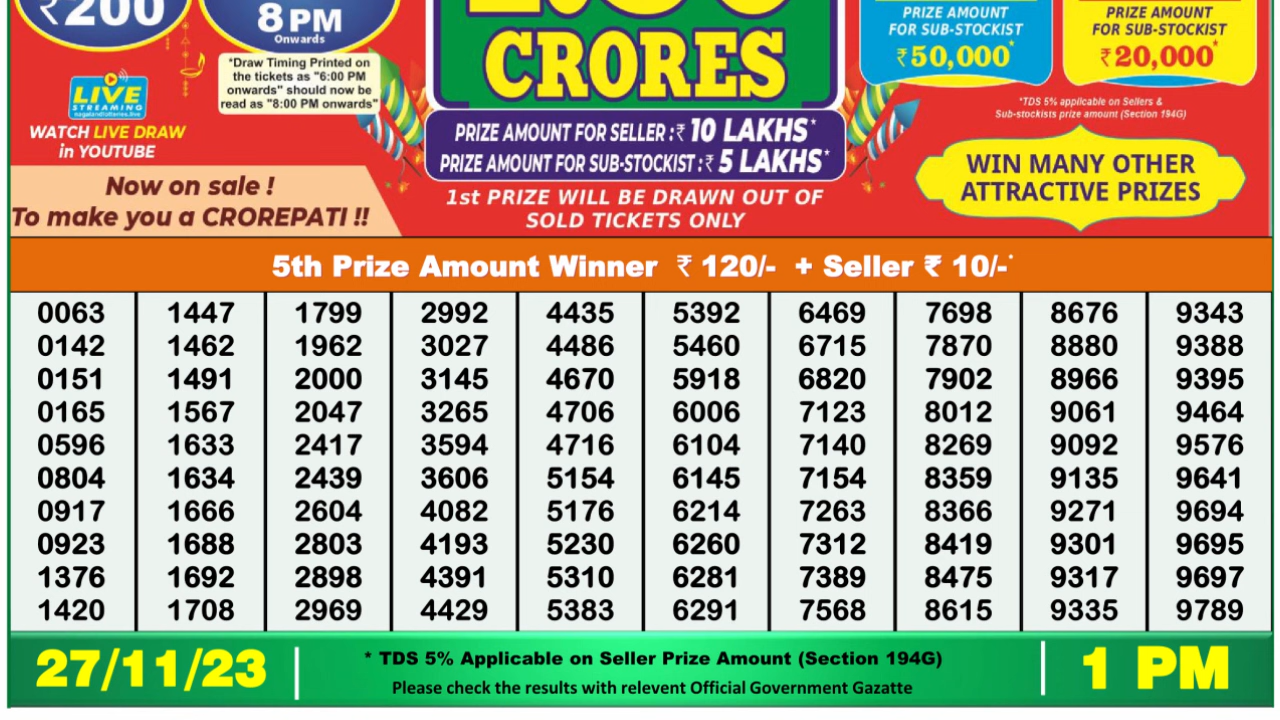 ₹200
8 PM
Onwards
*Draw Timing Printed on
the tickets as "6:00 PM
onwards" should now be
read as "8:00 PM onwards"
LIVE
STREAMING
nagalandlotteries.live
WATCH LIVE DRAW
in YOUTUBE
Now on sale !
To make you a CROREPATI !!
CRORES
PRIZE AMOUNT FOR SELLER :₹ 10 LAKHS*
PRIZE AMOUNT FOR SUB-STOCKIST :₹ 5 LAKHS*
1st PRIZE WILL BE DRAWN OUT OF
SOLD TICKETS ONLY
PRIZE AMOUNT
FOR SUB-STOCKIST
₹50,000*
PRIZE AMOUNT
FOR SUB-STOCKIST
₹20,000*
*TDS 5% applicable on Sellers &
Sub-stockists prize amount (Section 194G)
WIN MANY OTHER
ATTRACTIVE PRIZES
5th Prize Amount Winner ₹ 120/- + Seller ₹ 10/-*
0063 1447 1799 2992 4435 5392 6469 7698 8676 9343
0142 1462 1962 3027 4486 5460 6715 7870 8880 9388
0151 1491 2000 3145 4670 5918 6820 7902 8966 9395
0165 1567 2047 3265 4706 6006 7123 8012 9061 9464
0596 1633 2417 3594 4716 6104 7140 8269 9092 9576
0804 1634 2439 3606 5154 6145 7154 8359 9135 9641
0917 1666 2604 4082 5176 6214 7263 8366 9271 9694
0923 1688 2803 4193 5230 6260 7312 8419 9301 9695
1376 1692 2898 4391 5310 6281 7389 8475 9317 9697
1420 1708 2969 4429 5383 6291 7568 8615 9335 9789
27/11/23
* TDS 5% Applicable on Seller Prize Amount (Section 194G)
Please check the results with relevent Official Government Gazatte
1 PM